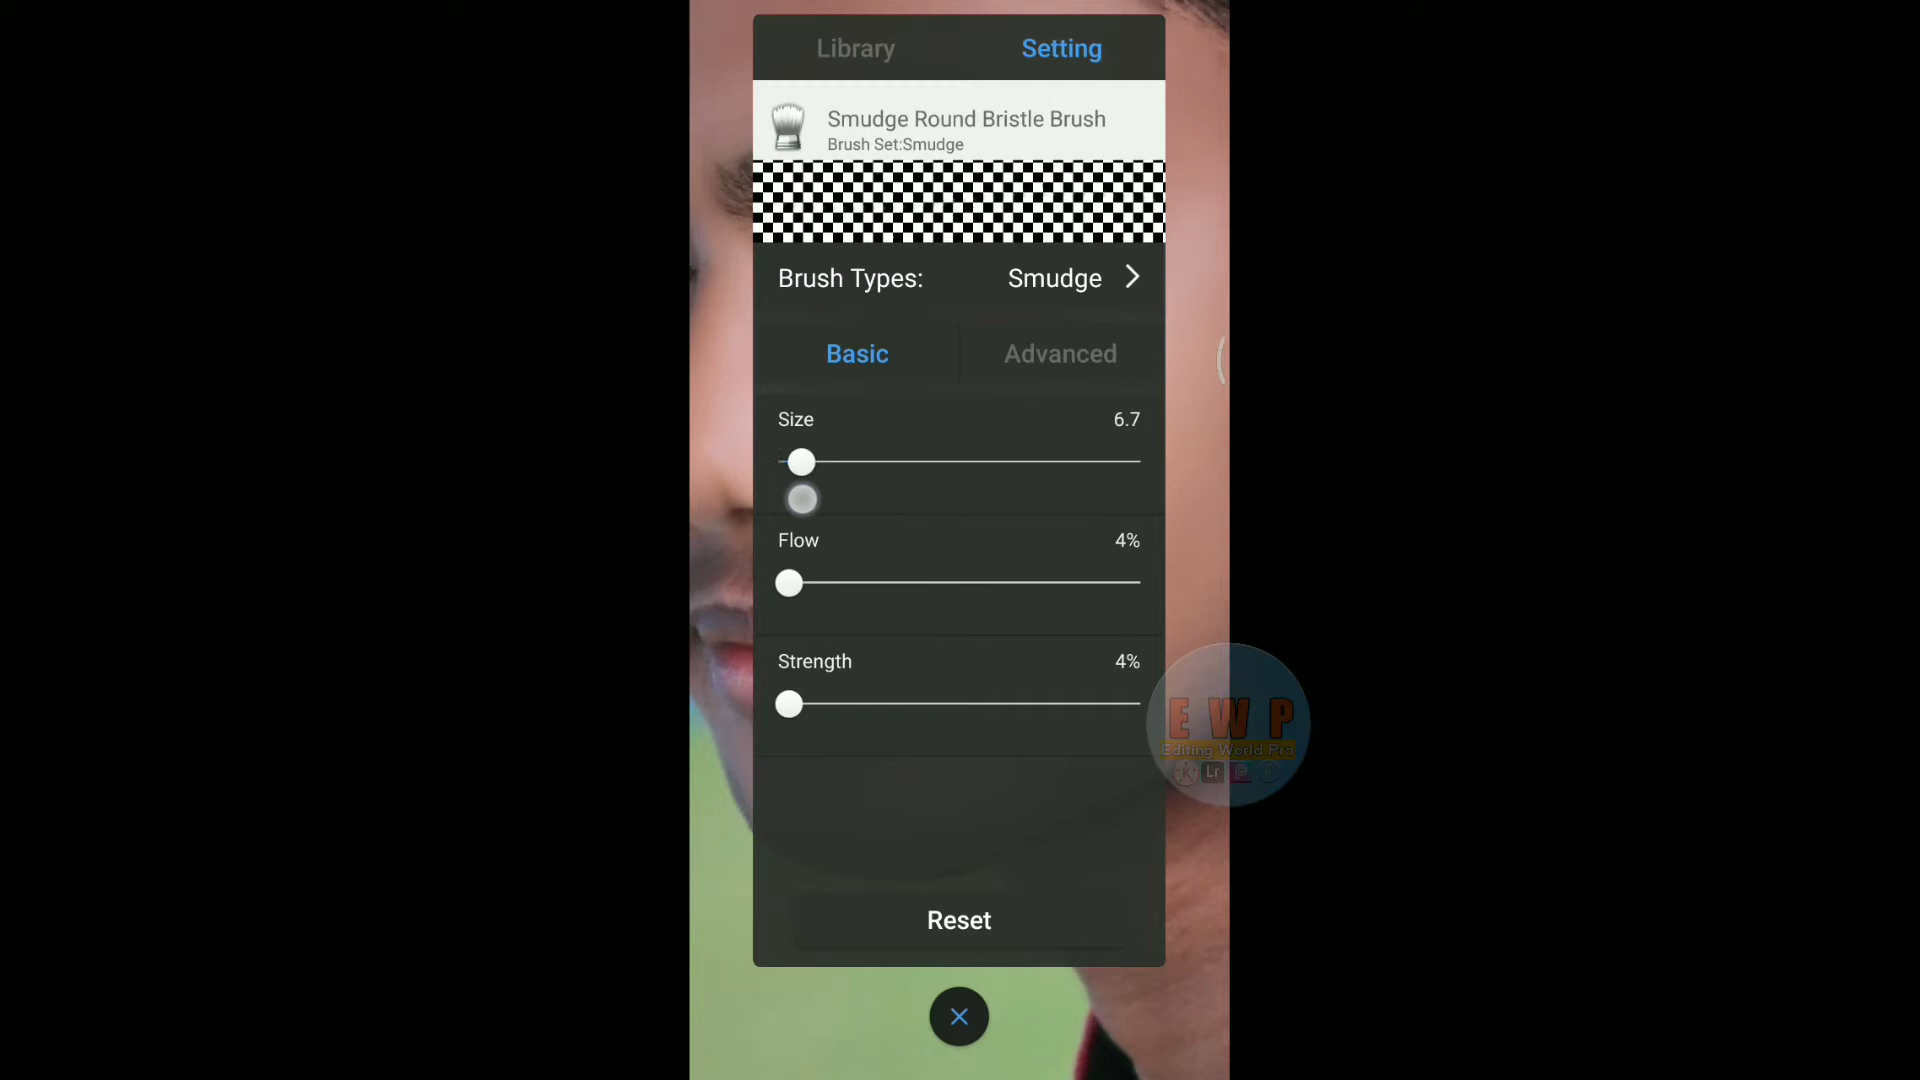 Library
Setting
Smudge Round Bristle Brush
Brush Set:Smudge
Brush Types:
Smudge
Basic
Advanced
Size
6.7
Flow
4%
Strength
4%
E W P
Editing World Pro
K Lr P
Reset